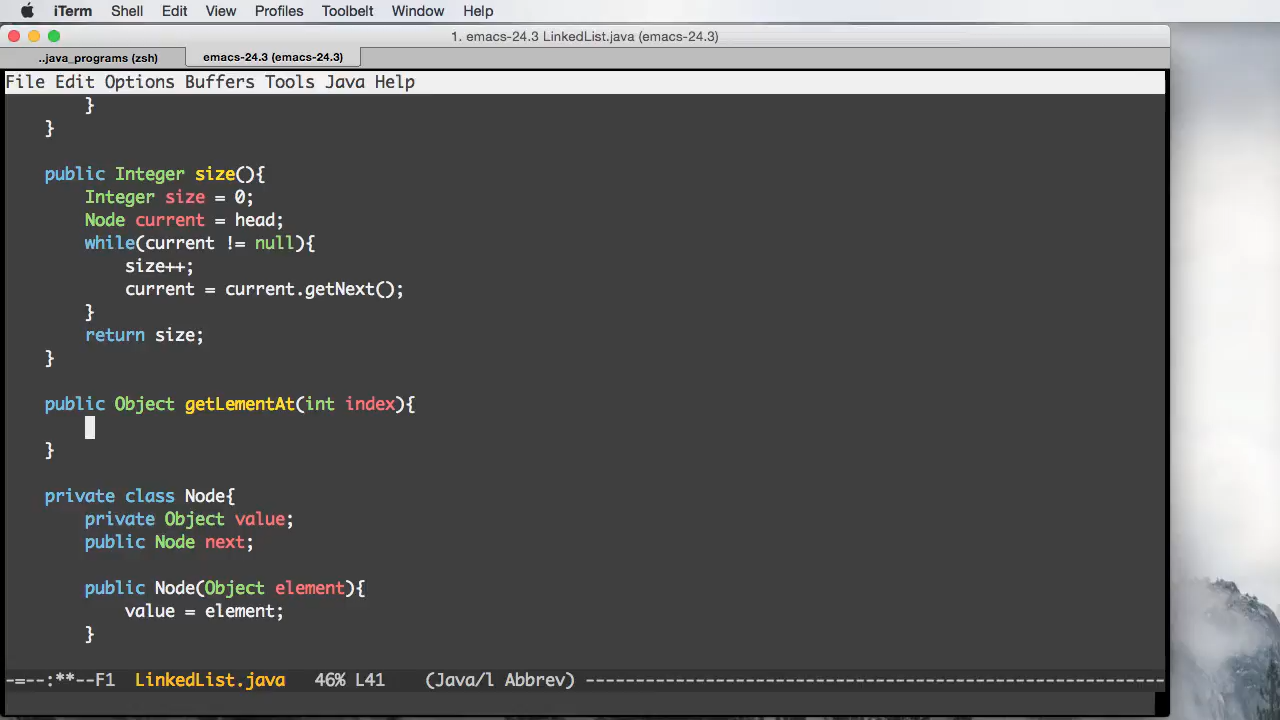 iTerm Shell Edit View Profiles Toolbelt Window Help
1. emacs-24.3 LinkedList.java (emacs-24.3)
..java_programs (zsh) emacs-24.3 (emacs-24.3)
File Edit Options Buffers Tools Java Help
}
}
public Integer size(){
Integer size = 0;
Node current = head;
while(current != null){
size++;
current = current.getNext();
}
return size;
}
public Object getLementAt(int index){
}
private class Node{
private Object value;
public Node next;
public Node(Object element){
value = element;
}
-=--:**--F1 LinkedList.java 46% L41 (Java/l Abbrev) ----------------------------------------------------------